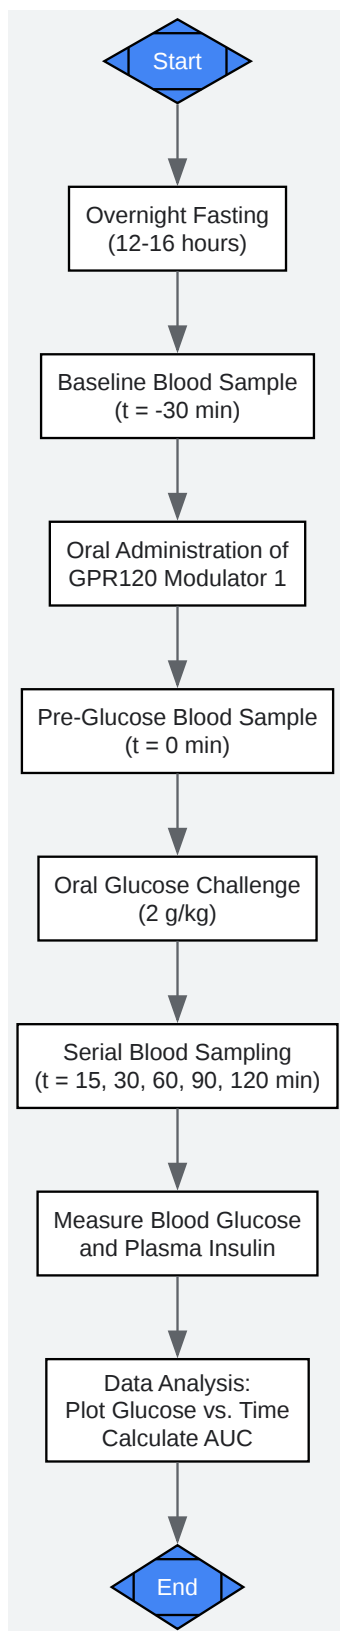 Start
Overnight Fasting
(12-16 hours)
Baseline Blood Sample
(t = -30 min)
Oral Administration of
GPR120 Modulator 1
Pre-Glucose Blood Sample
(t = 0 min)
Oral Glucose Challenge
(2 g/kg)
Serial Blood Sampling
(t = 15, 30, 60, 90, 120 min)
Measure Blood Glucose
and Plasma Insulin
Data Analysis:
Plot Glucose vs. Time
Calculate AUC
End